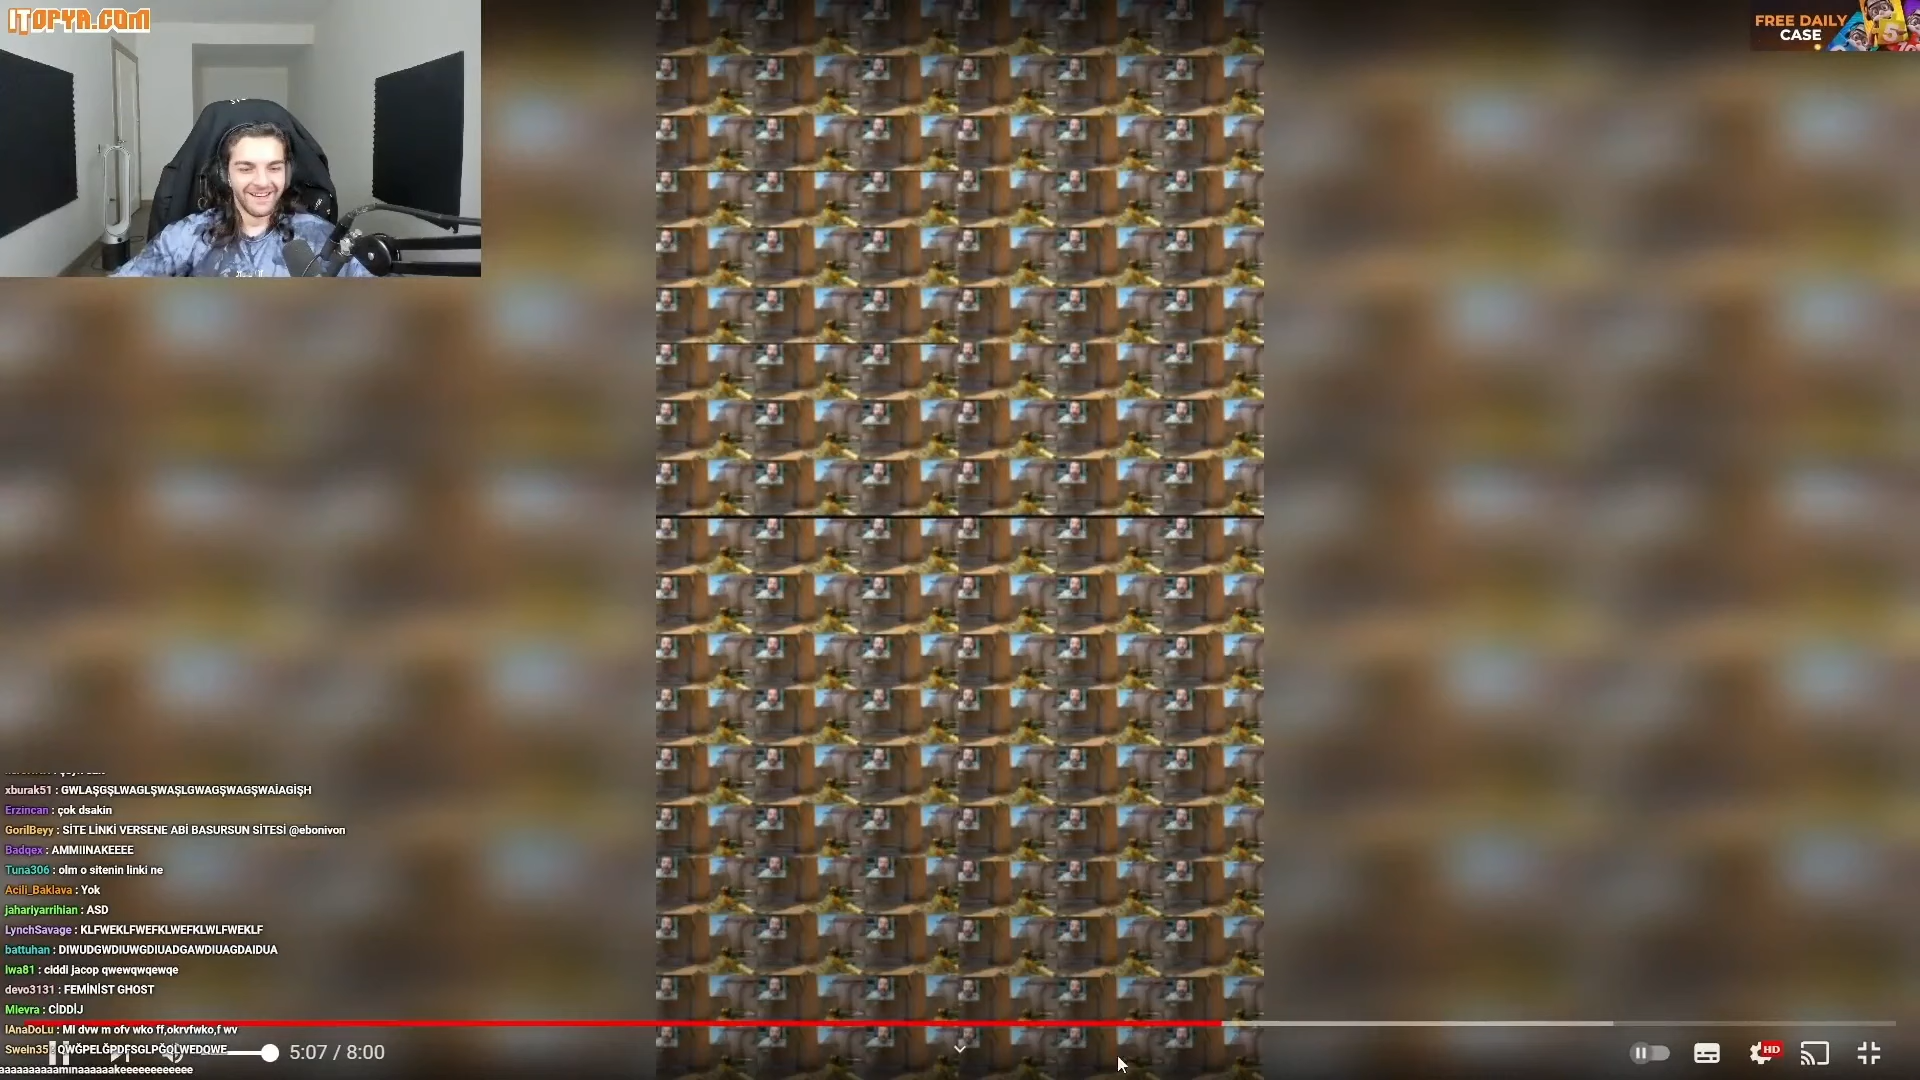 ITOPYA.COM
FREE DAILY
CASE
xburak51 : GWLAŞGŞLWAGLŞWAŞLGWAGŞWAGŞWAİAGİŞH
Erzincan : çok dsakin
GorilBeyy : SİTE LİNKİ VERSENE ABİ BASURSUN SİTESİ @ebonivon
Badqex : AMMIINAKEEEE
Tuna306 : olm o sitenin linki ne
Acili_Baklava : Yok
jahariyarrihian : ASD
LynchSavage : KLFWEKLFWEFKLWEFKLWLFWEKLF
battuhan : DIWUDGWDIUWGDIUADGAWDIUAGDAIDUA
iwa81 : ciddi jacop qwewqwqewqe
devo3131 : FEMİNİST GHOST
Mievra : CİDDİJ
IAnaDoLu : MI dvw m ofv wko ff,okrvfwko,f wv
5:07 / 8:00
HD